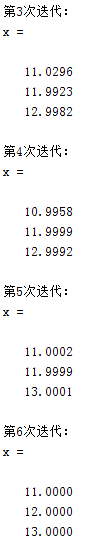 第3次迭代:
x =
11.0296
11.9923
12.9982
第4次迭代:
x =
10.9958
11.9999
12.9992
第5次迭代:
x =
11.0002
11.9999
13.0001
第6次迭代:
x =
11.0000
12.0000
13.0000